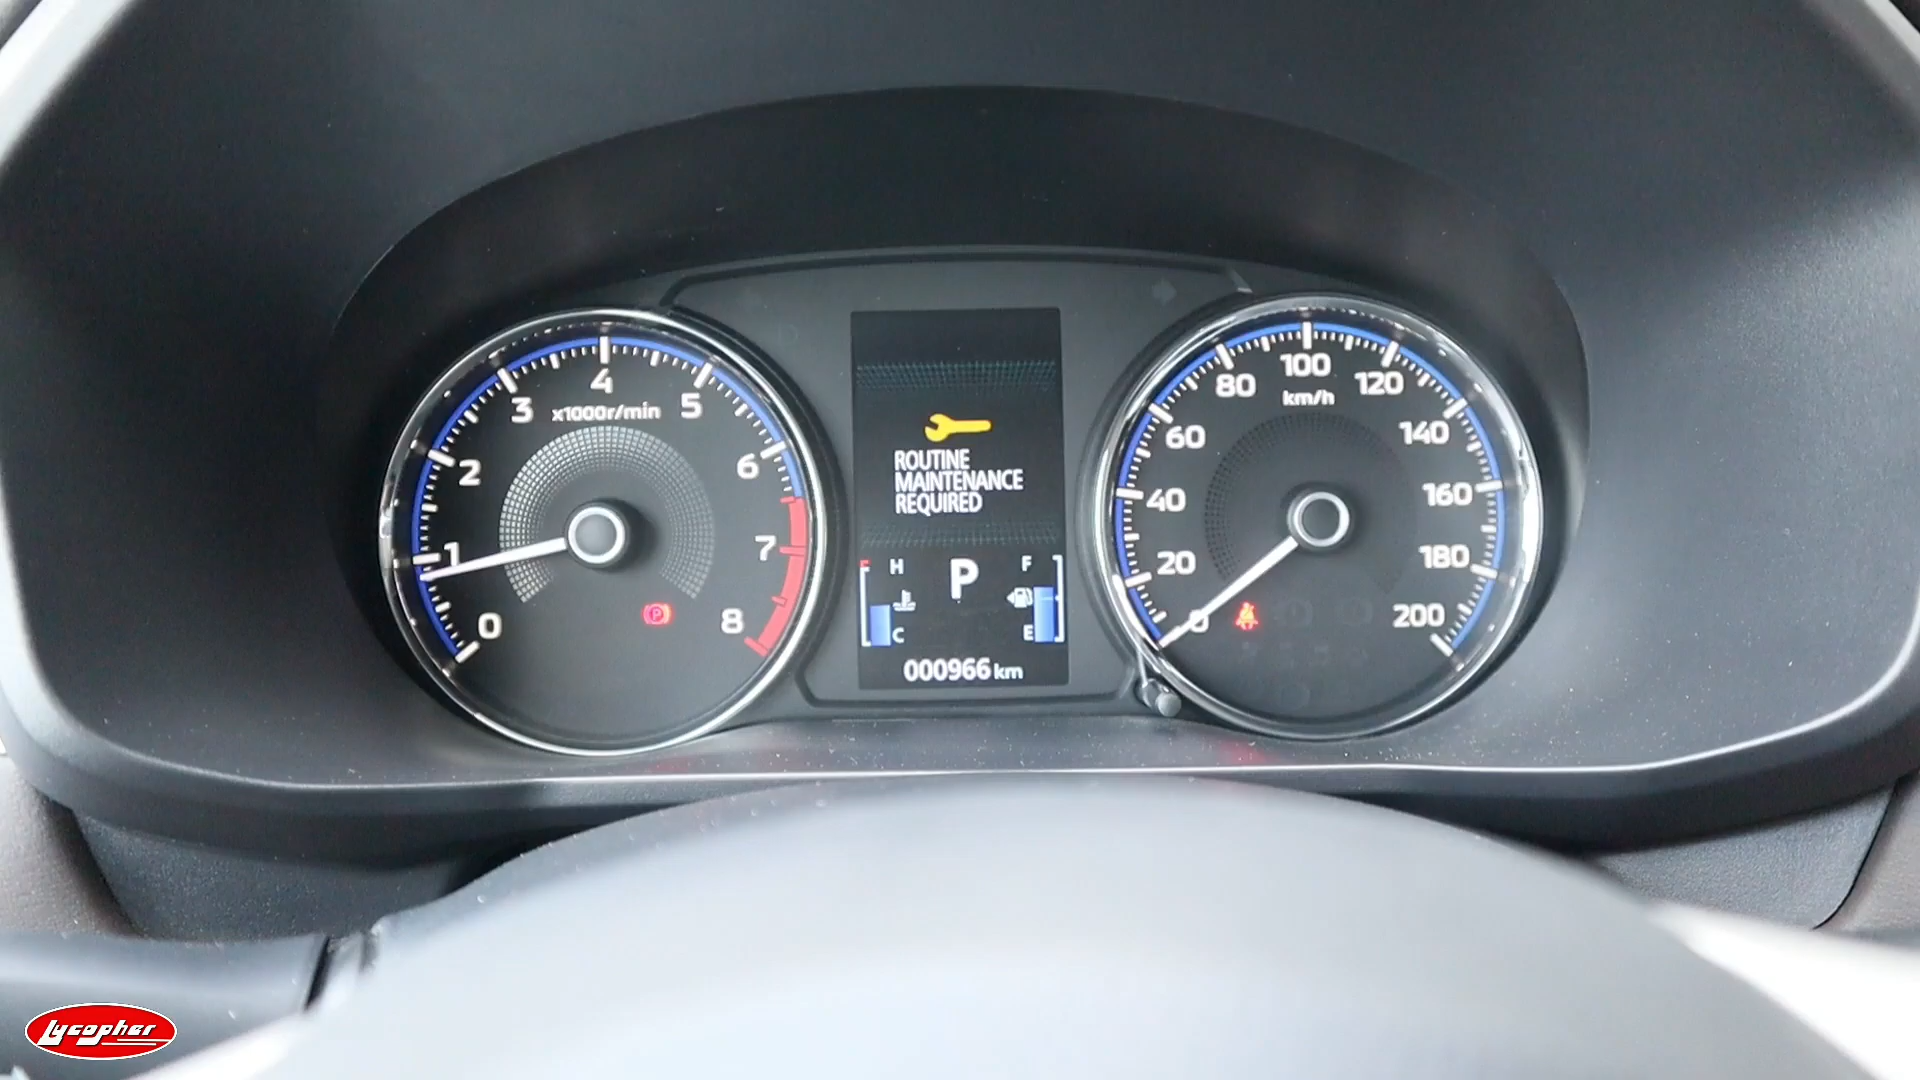 0
1
2
3
4
5
6
7
8
x1000r/min
P
ROUTINE
MAINTENANCE
REQUIRED
H
P
F
C
E
000966 km
0
20
40
60
80
100
120
140
160
180
200
km/h
Lycopher